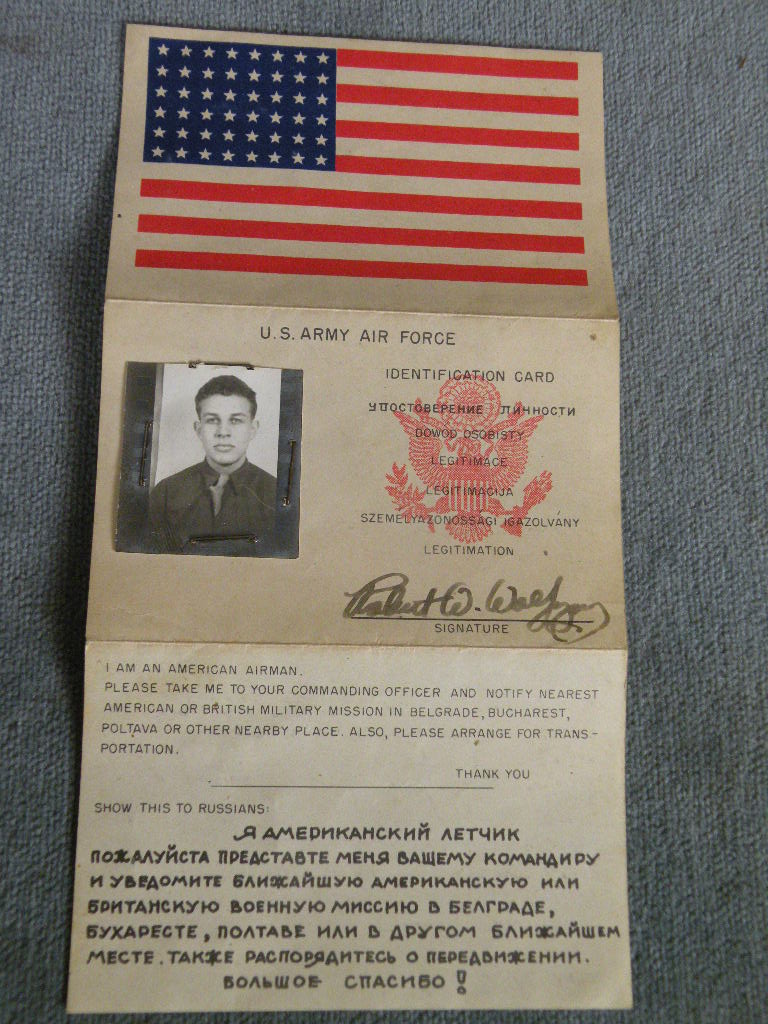 U.S. ARMY AIR FORCE
IDENTIFICATION CARD
УДОСТОВЕРЕНИЕ ЛИЧНОСТИ
DOWOD OSOBISTY
LEGITIMACE
LEGITIMACIJA
SZEMELYAZONOSSÁGI IGAZOLVÁNY
LEGITIMATION
Robert W.
SIGNATURE
I AM AN AMERICAN AIRMAN.
PLEASE TAKE ME TO YOUR COMMANDING OFFICER AND NOTIFY NEAREST
AMERICAN OR BRITISH MILITARY MISSION IN BELGRADE, BUCHAREST,
POLTAVA OR OTHER NEARBY PLACE. ALSO, PLEASE ARRANGE FOR TRANS-
PORTATION.
THANK YOU
SHOW THIS TO RUSSIANS:
Я АМЕРИКАНСКИЙ ЛЕТЧИК
ПОЖАЛУЙСТА ПРЕДСТАВТЕ МЕНЯ ВАЩЕМУ КОМАНДИРУ
И УВЕДОМИТЕ БЛИЖАЙШУЮ АМЕРИКАНСКУЮ ИЛИ
БРИТАНСКУЮ ВОЕННУЮ МИССИЮ В БЕЛГРАДЕ,
БУХАРЕСТЕ, ПОЛТАВЕ ИЛИ В ДРУГОМ БЛИЖАЙШЕМ
МЕСТЕ. ТАКЖЕ РАСПОРЯДИТЕСЬ О ПЕРЕДВИЖЕНИИ.
БОЛЬШОЕ СПАСИБО!